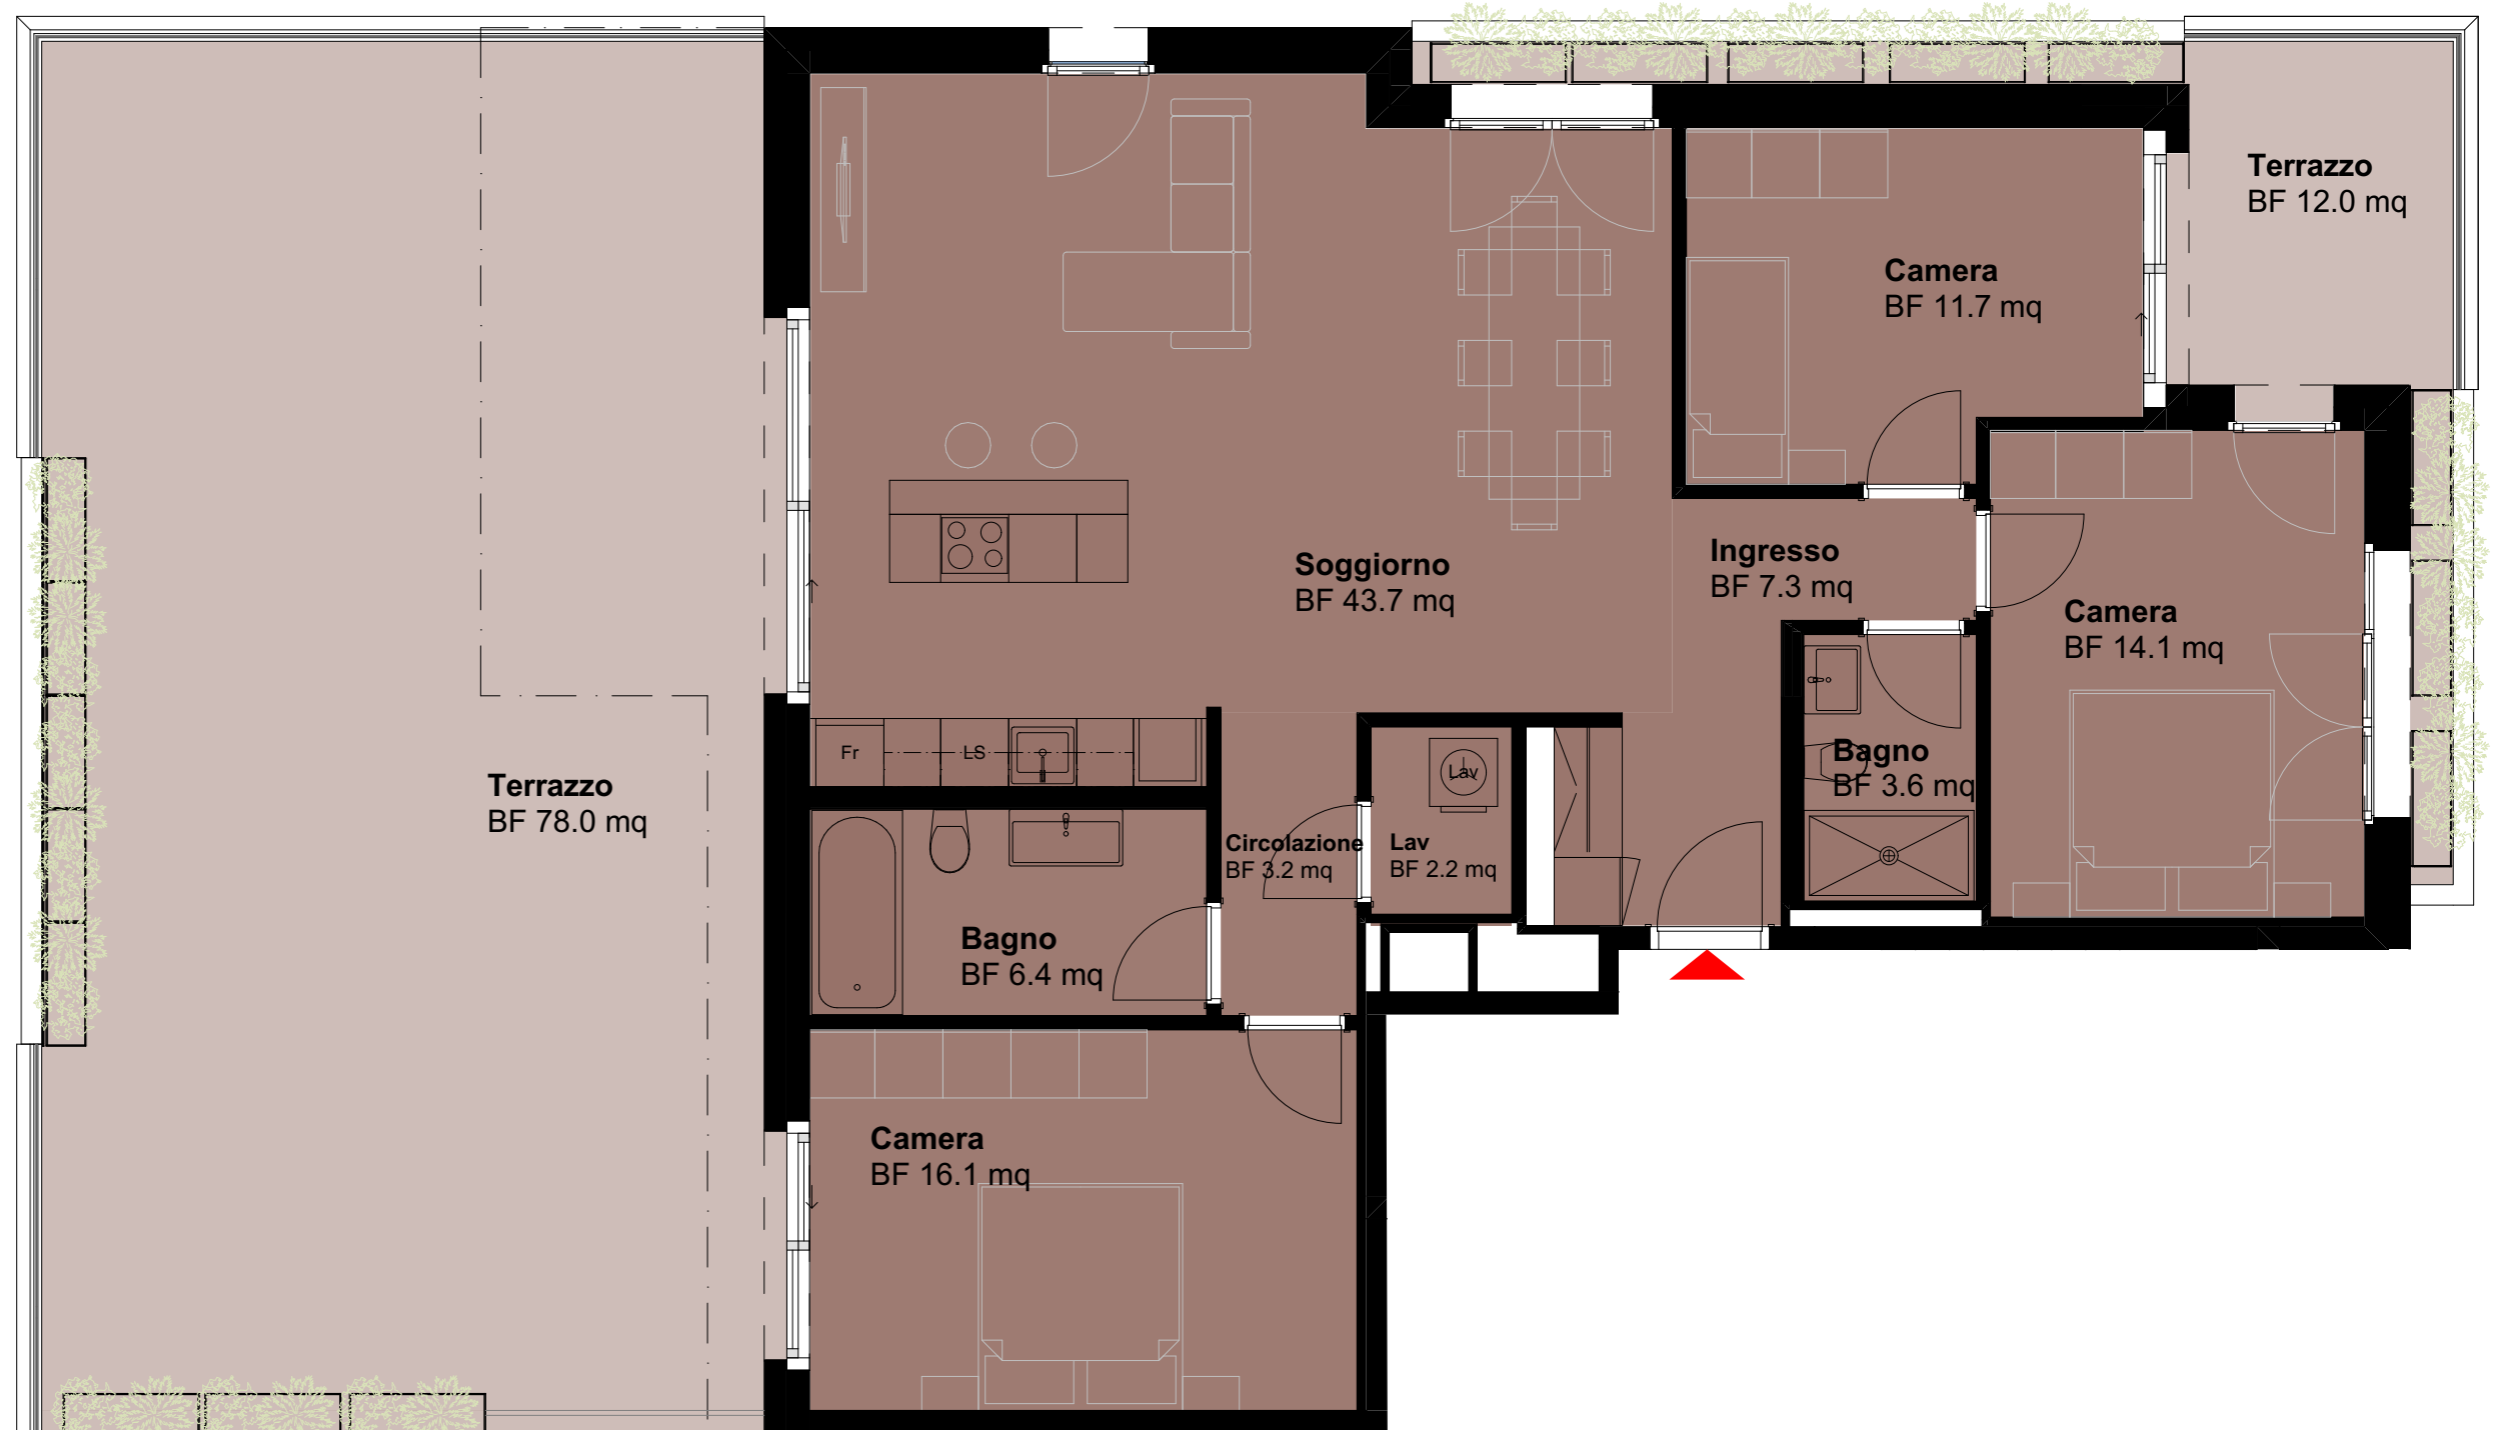 Terrazzo
BF 12.0 mq
Camera
BF 11.7 mq
Soggiorno
BF 43.7 mq
Ingresso
BF 7.3 mq
Camera
BF 14.1 mq
Fr
LS
Lav
Bagno
BF 3.6 mq
Terrazzo
BF 78.0 mq
Circolazione
BF 3.2 mq
Lav
BF 2.2 mq
Bagno
BF 6.4 mq
Camera
BF 16.1 mq